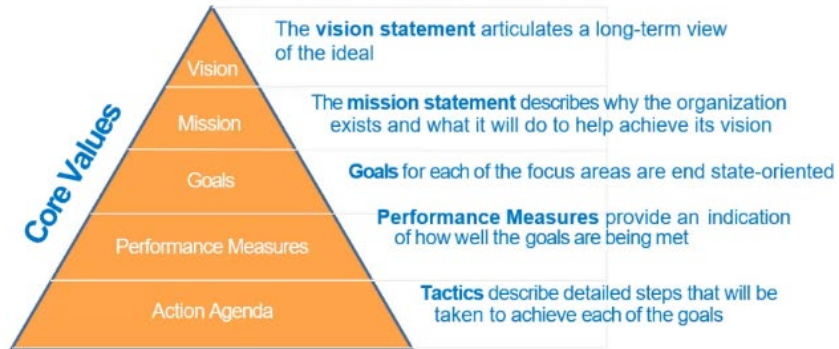 The vision statement articulates a long-term view
of the ideal
Vision
The mission statement describes why the organization
exists and what it will do to help achieve its vision
Mission
Core Values
Goals
Goals for each of the focus areas are end state-oriented
Performance Measures provide an indication
of how well the goals are being met
Performance Measures
Tactics describe detailed steps that will be
taken to achieve each of the goals
Action Agenda